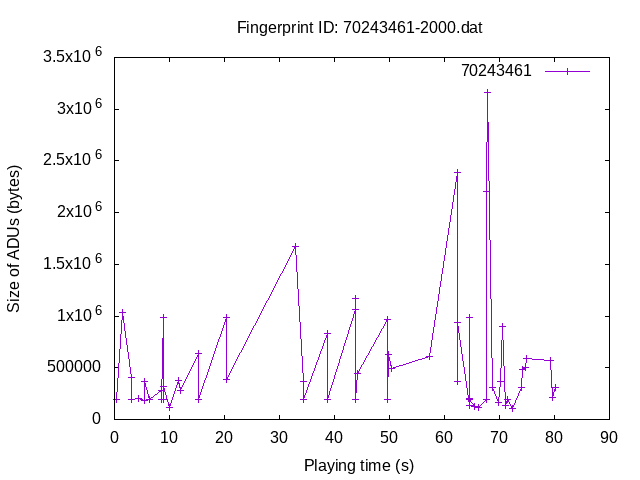 Fingerprint ID: 70243461-2000.dat
70243461
3.5x10 6
3x10 6
2.5x10 6
2x10 6
1.5x10 6
1x10 6
500000
0
Size of ADUs (bytes)
0 10 20 30 40 50 60 70 80 90
Playing time (s)